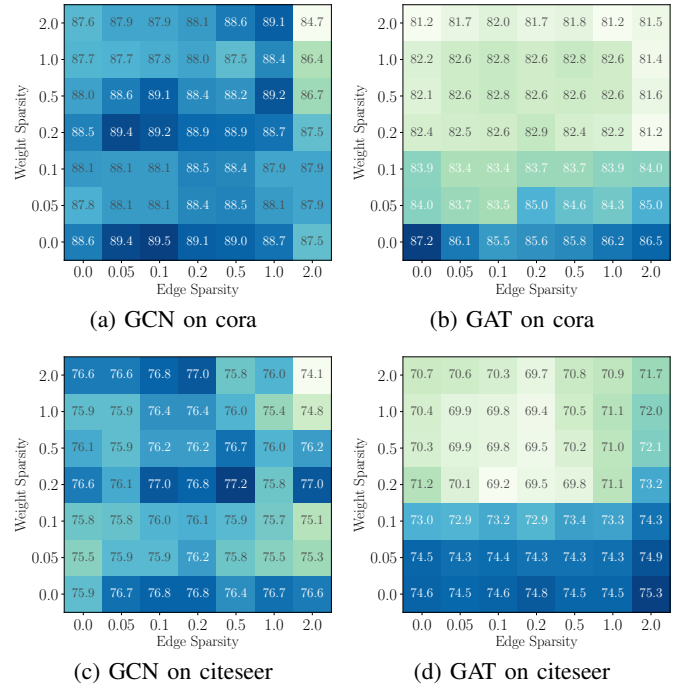 2.0 87.6 87.9 87.9 88.1 88.6 89.1 84.7
1.0 87.7 87.7 87.8 88.0 87.5 88.4 86.4
0.5 88.0 88.6 89.1 88.4 88.2 89.2 86.7
0.2 88.5 89.4 89.2 88.9 88.9 88.7 87.5
0.1 88.1 88.1 88.1 88.5 88.4 87.9 87.9
0.05 87.8 88.1 88.1 88.4 88.5 88.1 87.9
0.0 88.6 89.4 89.5 89.1 89.0 88.7 87.5
Weight Sparsity
0.0 0.05 0.1 0.2 0.5 1.0 2.0
Edge Sparsity
(a) GCN on cora
2.0 81.2 81.7 82.0 81.7 81.8 81.2 81.5
1.0 82.2 82.6 82.8 82.6 82.8 82.6 81.4
0.5 82.1 82.6 82.8 82.6 82.6 82.6 81.6
0.2 82.4 82.5 82.6 82.9 82.4 82.2 81.2
0.1 83.9 83.4 83.4 83.7 83.7 83.9 84.0
0.05 84.0 83.7 83.5 85.0 84.6 84.3 85.0
0.0 87.2 86.1 85.5 85.6 85.8 86.2 86.5
Weight Sparsity
0.0 0.05 0.1 0.2 0.5 1.0 2.0
Edge Sparsity
(b) GAT on cora
2.0 76.6 76.6 76.8 77.0 75.8 76.0 74.1
1.0 75.9 75.9 76.4 76.4 76.0 75.4 74.8
0.5 76.1 75.9 76.2 76.2 76.7 76.0 76.2
0.2 76.6 76.1 77.0 76.8 77.2 75.8 77.0
0.1 75.8 75.8 76.0 76.1 75.9 75.7 75.1
0.05 75.5 75.9 75.9 76.2 75.8 75.5 75.3
0.0 75.9 76.7 76.8 76.8 76.4 76.7 76.6
Weight Sparsity
0.0 0.05 0.1 0.2 0.5 1.0 2.0
Edge Sparsity
(c) GCN on citeseer
2.0 70.7 70.6 70.3 69.7 70.8 70.9 71.7
1.0 70.4 69.9 69.8 69.4 70.5 71.1 72.0
0.5 70.3 69.9 69.8 69.5 70.2 71.0 72.1
0.2 71.2 70.1 69.2 69.5 69.8 71.1 73.2
0.1 73.0 72.9 73.2 72.9 73.4 73.3 74.3
0.05 74.5 74.3 74.4 74.3 74.3 74.3 74.9
0.0 74.6 74.5 74.6 74.8 74.5 74.5 75.3
Weight Sparsity
0.0 0.05 0.1 0.2 0.5 1.0 2.0
Edge Sparsity
(d) GAT on citeseer